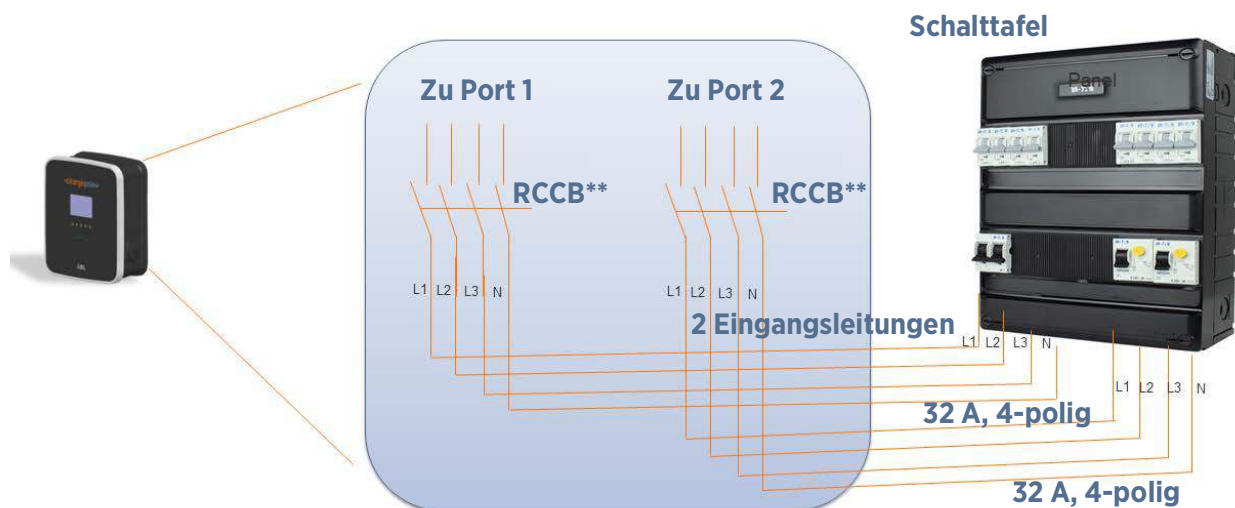 Schalttafel
Panel
Zu Port 1
Zu Port 2
RCCB**
RCCB**
L1 L2 L3 N
L1 L2 L3 N
2 Eingangsleitungen
L1 L2 L3 N
L1 L2 L3 N
32 A, 4-polig
32 A, 4-polig